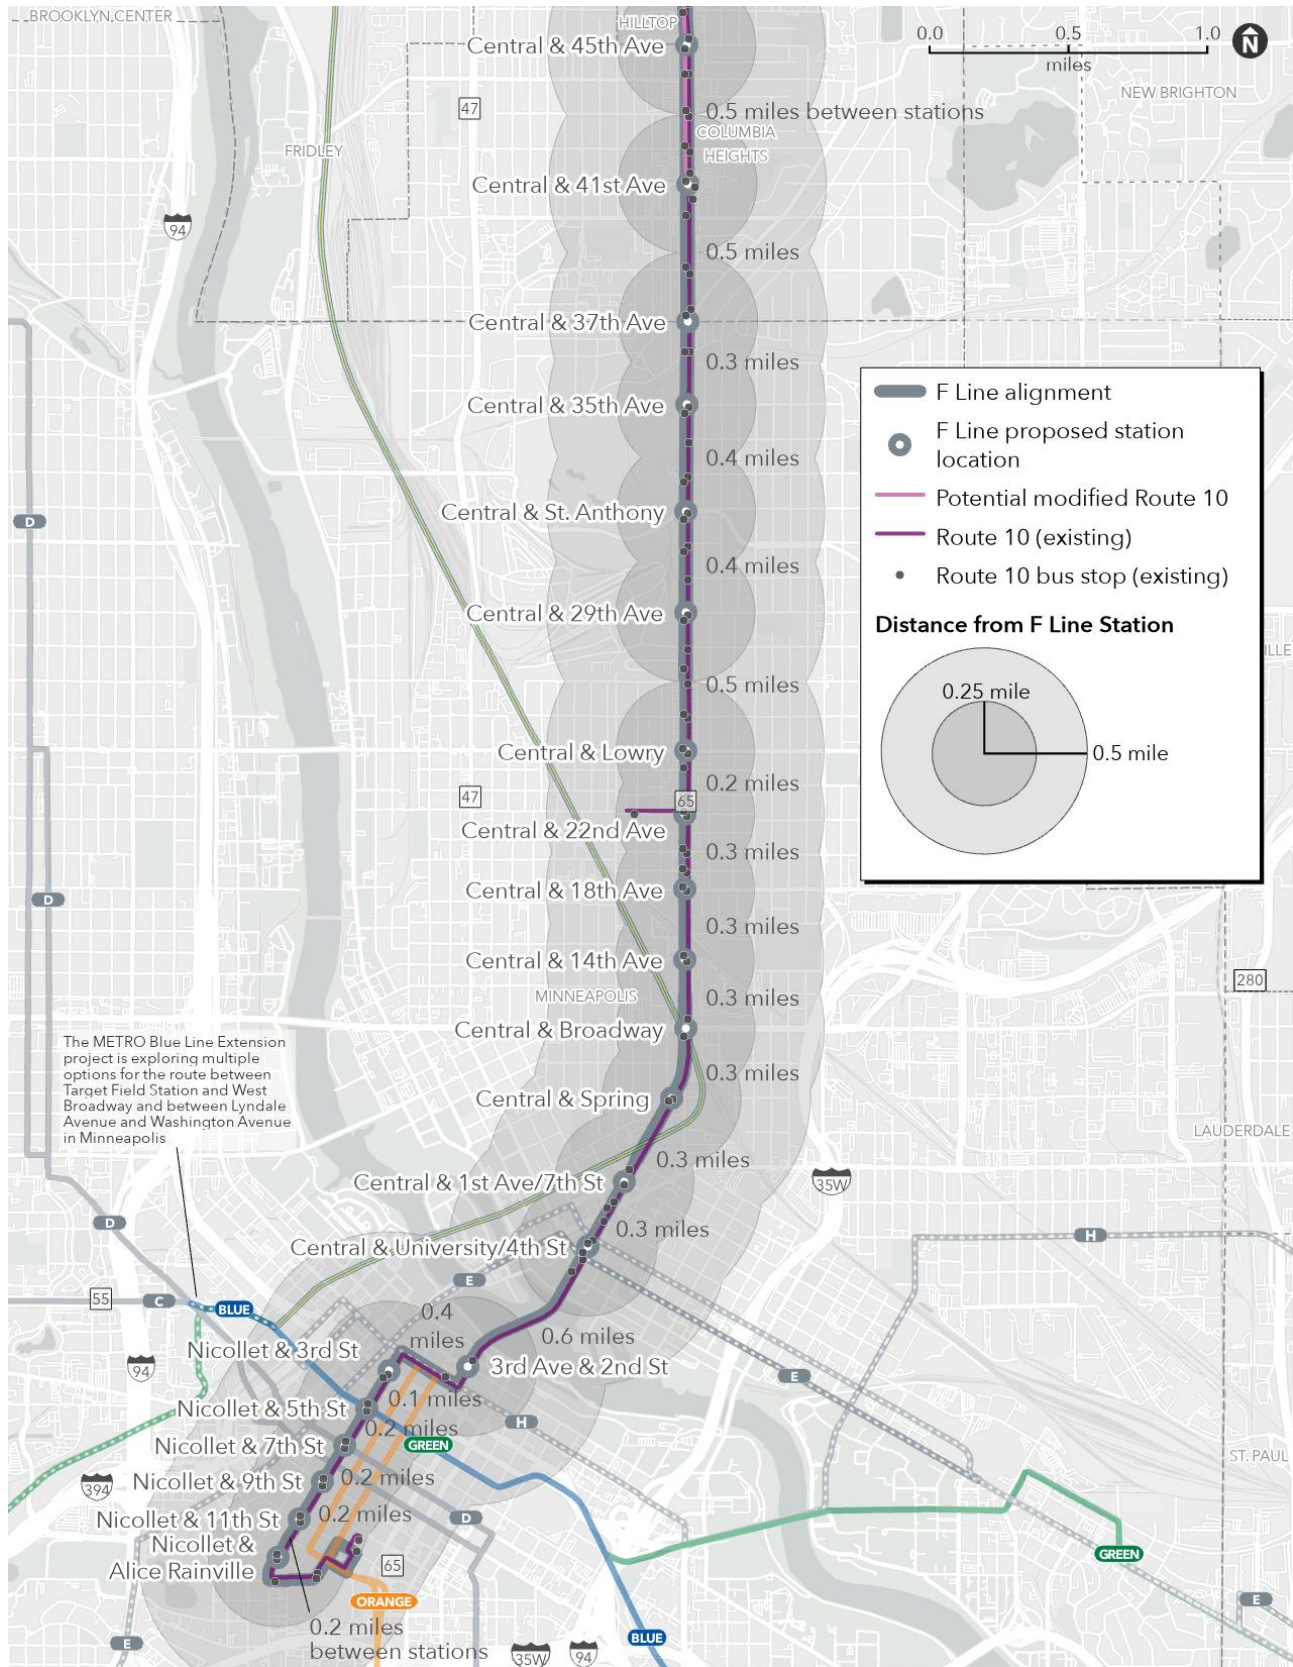 BROOKLYN CENTER
HILLTOP
Central & 45th Ave
0.0
0.5
1.0
miles
N
NEW BRIGHTON
47
0.5 miles between stations
COLUMBIA
HEIGHTS
FRIDLEY
Central & 41st Ave
94
0.5 miles
Central & 37th Ave
0.3 miles
F Line alignment
F Line proposed station
location
Potential modified Route 10
Route 10 (existing)
Route 10 bus stop (existing)
Distance from F Line Station
0.25 mile
0.5 mile
ILLE
Central & 35th Ave
0.4 miles
Central & St. Anthony
D
0.4 miles
Central & 29th Ave
0.5 miles
Central & Lowry
0.2 miles
47
65
Central & 22nd Ave
0.3 miles
Central & 18th Ave
D
0.3 miles
Central & 14th Ave
280
MINNEAPOLIS
0.3 miles
Central & Broadway
The METRO Blue Line Extension
project is exploring multiple
options for the route between
Target Field Station and West
Broadway and between Lyndale
Avenue and Washington Avenue
in Minneapolis
0.3 miles
Central & Spring
LAUDERDALE
0.3 miles
Central & 1st Ave/7th St
35W
D
0.3 miles
H
Central & University/4th St
E
55
C
BLUE
0.4
miles
0.6 miles
Nicollet & 3rd St
3rd Ave & 2nd St
94
E
0.1 miles
Nicollet & 5th St
H
0.2 miles
GREEN
Nicollet & 7th St
ST. PAUL
0.2 miles
Nicollet & 9th St
394
0.2 miles
Nicollet & 11th St
D
Nicollet &
Alice Rainville
65
GREEN
ORANGE
E
0.2 miles
between stations
BLUE
E
35W
94